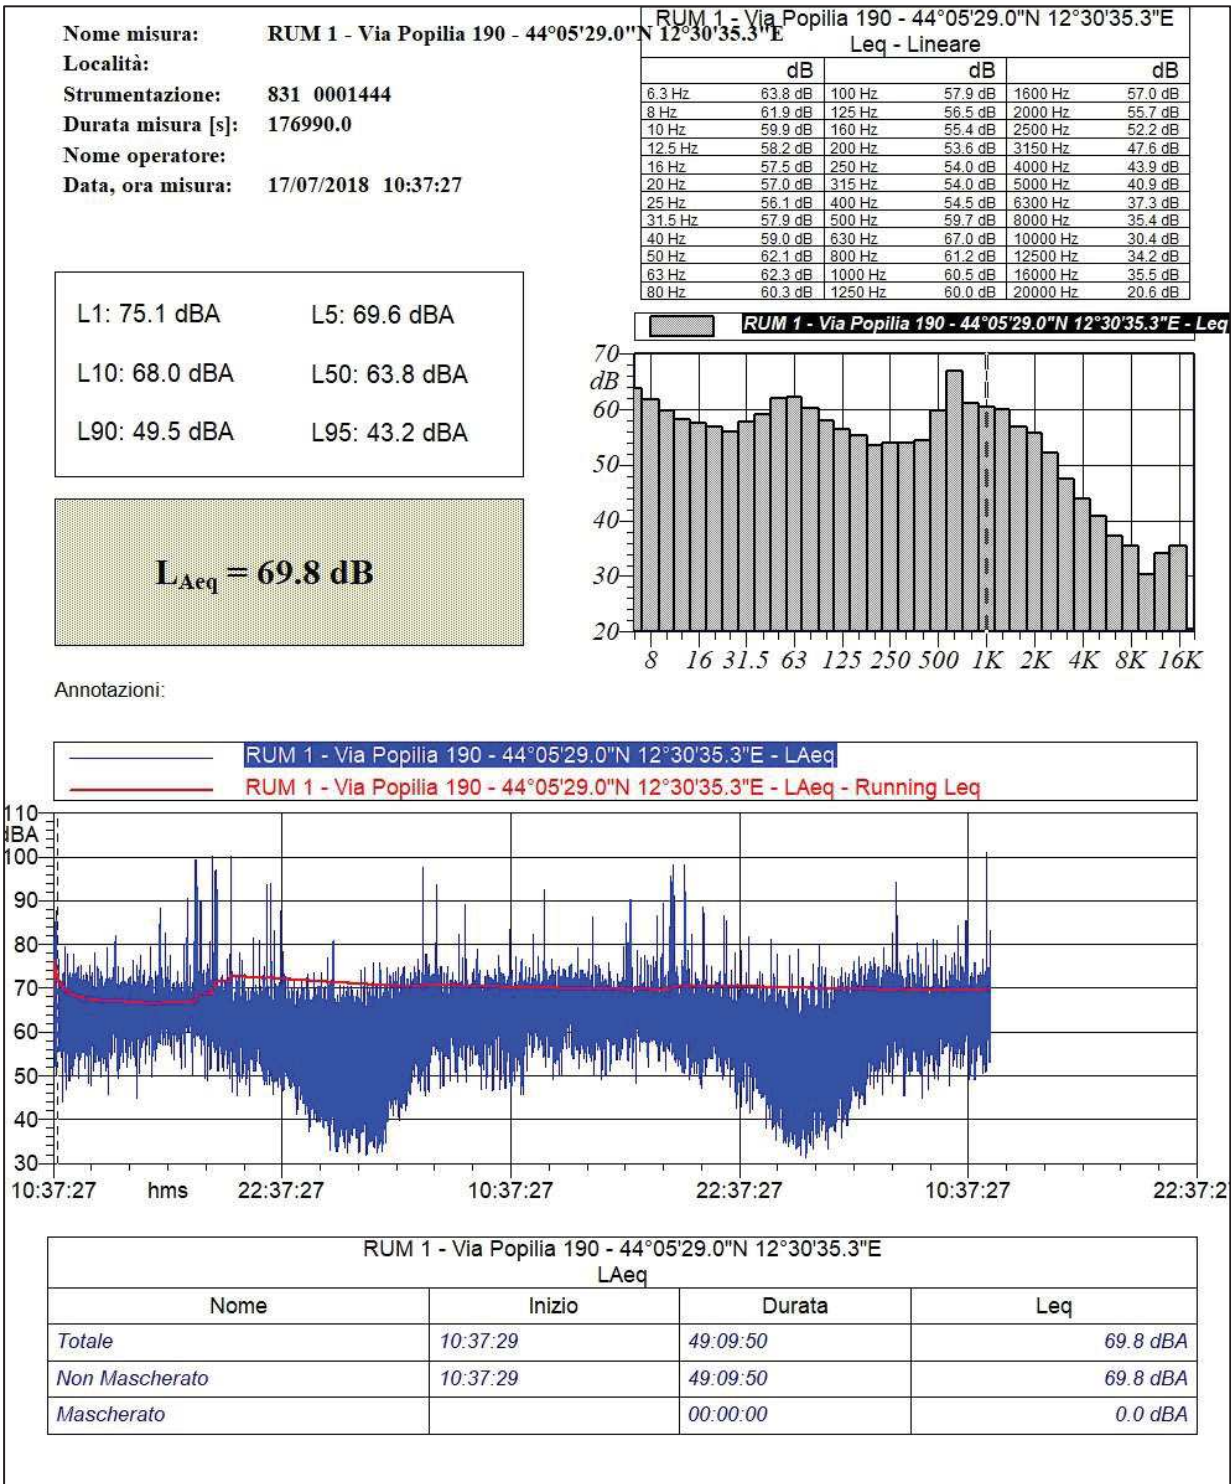 Nome misura: RUM 1 - Via Popilia 190 - 44°05'29.0"N 12°30'35.3"E
Località:
Strumentazione: 831 0001444
Durata misura [s]: 176990.0
Nome operatore:
Data, ora misura: 17/07/2018 10:37:27
RUM 1 - Via Popilia 190 - 44°05'29.0"N 12°30'35.3"E
Leq - Lineare
dB dB dB
6.3 Hz 63.8 dB 100 Hz 57.9 dB 1600 Hz 57.0 dB
8 Hz 61.9 dB 125 Hz 56.5 dB 2000 Hz 55.7 dB
10 Hz 59.9 dB 160 Hz 55.4 dB 2500 Hz 52.2 dB
12.5 Hz 58.2 dB 200 Hz 53.6 dB 3150 Hz 47.6 dB
16 Hz 57.5 dB 250 Hz 54.0 dB 4000 Hz 43.9 dB
20 Hz 57.0 dB 315 Hz 54.0 dB 5000 Hz 40.9 dB
25 Hz 56.1 dB 400 Hz 54.5 dB 6300 Hz 37.3 dB
31.5 Hz 57.9 dB 500 Hz 59.7 dB 8000 Hz 35.4 dB
40 Hz 59.0 dB 630 Hz 67.0 dB 10000 Hz 30.4 dB
50 Hz 62.1 dB 800 Hz 61.2 dB 12500 Hz 34.2 dB
63 Hz 62.3 dB 1000 Hz 60.5 dB 16000 Hz 35.5 dB
80 Hz 60.3 dB 1250 Hz 60.0 dB 20000 Hz 20.6 dB
L1: 75.1 dBA L5: 69.6 dBA
L10: 68.0 dBA L50: 63.8 dBA
L90: 49.5 dBA L95: 43.2 dBA
LAeq = 69.8 dB
RUM 1 - Via Popilia 190 - 44°05'29.0"N 12°30'35.3"E - Leq
70
dB
60
50
40
30
20
8 16 31.5 63 125 250 500 1K 2K 4K 8K 16K
Annotazioni:
RUM 1 - Via Popilia 190 - 44°05'29.0"N 12°30'35.3"E - LAeq
RUM 1 - Via Popilia 190 - 44°05'29.0"N 12°30'35.3"E - LAeq - Running Leq
110
dBA
100
90
80
70
60
50
40
30
10:37:27 hms 22:37:27 10:37:27 22:37:27 10:37:27 22:37:2
RUM 1 - Via Popilia 190 - 44°05'29.0"N 12°30'35.3"E
LAeq
Nome Inizio Durata Leq
Totale 10:37:29 49:09:50 69.8 dBA
Non Mascherato 10:37:29 49:09:50 69.8 dBA
Mascherato 00:00:00 0.0 dBA